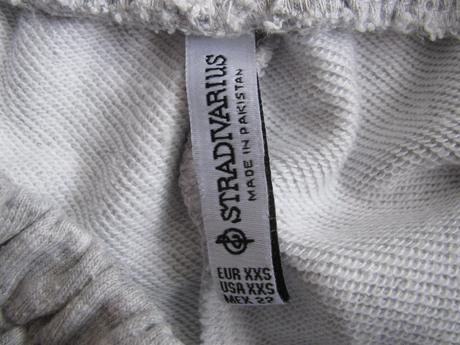 STRADIVARIUS
MADE IN PAKISTAN
EUR XXS
USA XXS
MEX 22